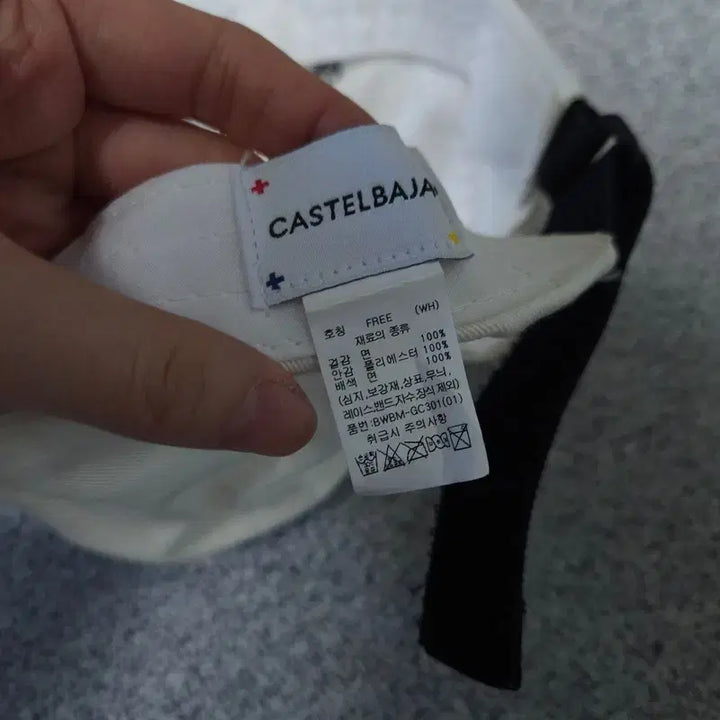 CASTELBAJA
호칭 FREE (WH)
재료의 종류
겉감 면 100%
안감 폴리에스터 100%
배색 면 100%
(심지,보강재,상표,무늬,
레이스,밴드,자수,장식 제외)
품번:BWBM-GC301(01)
취급시 주의사항